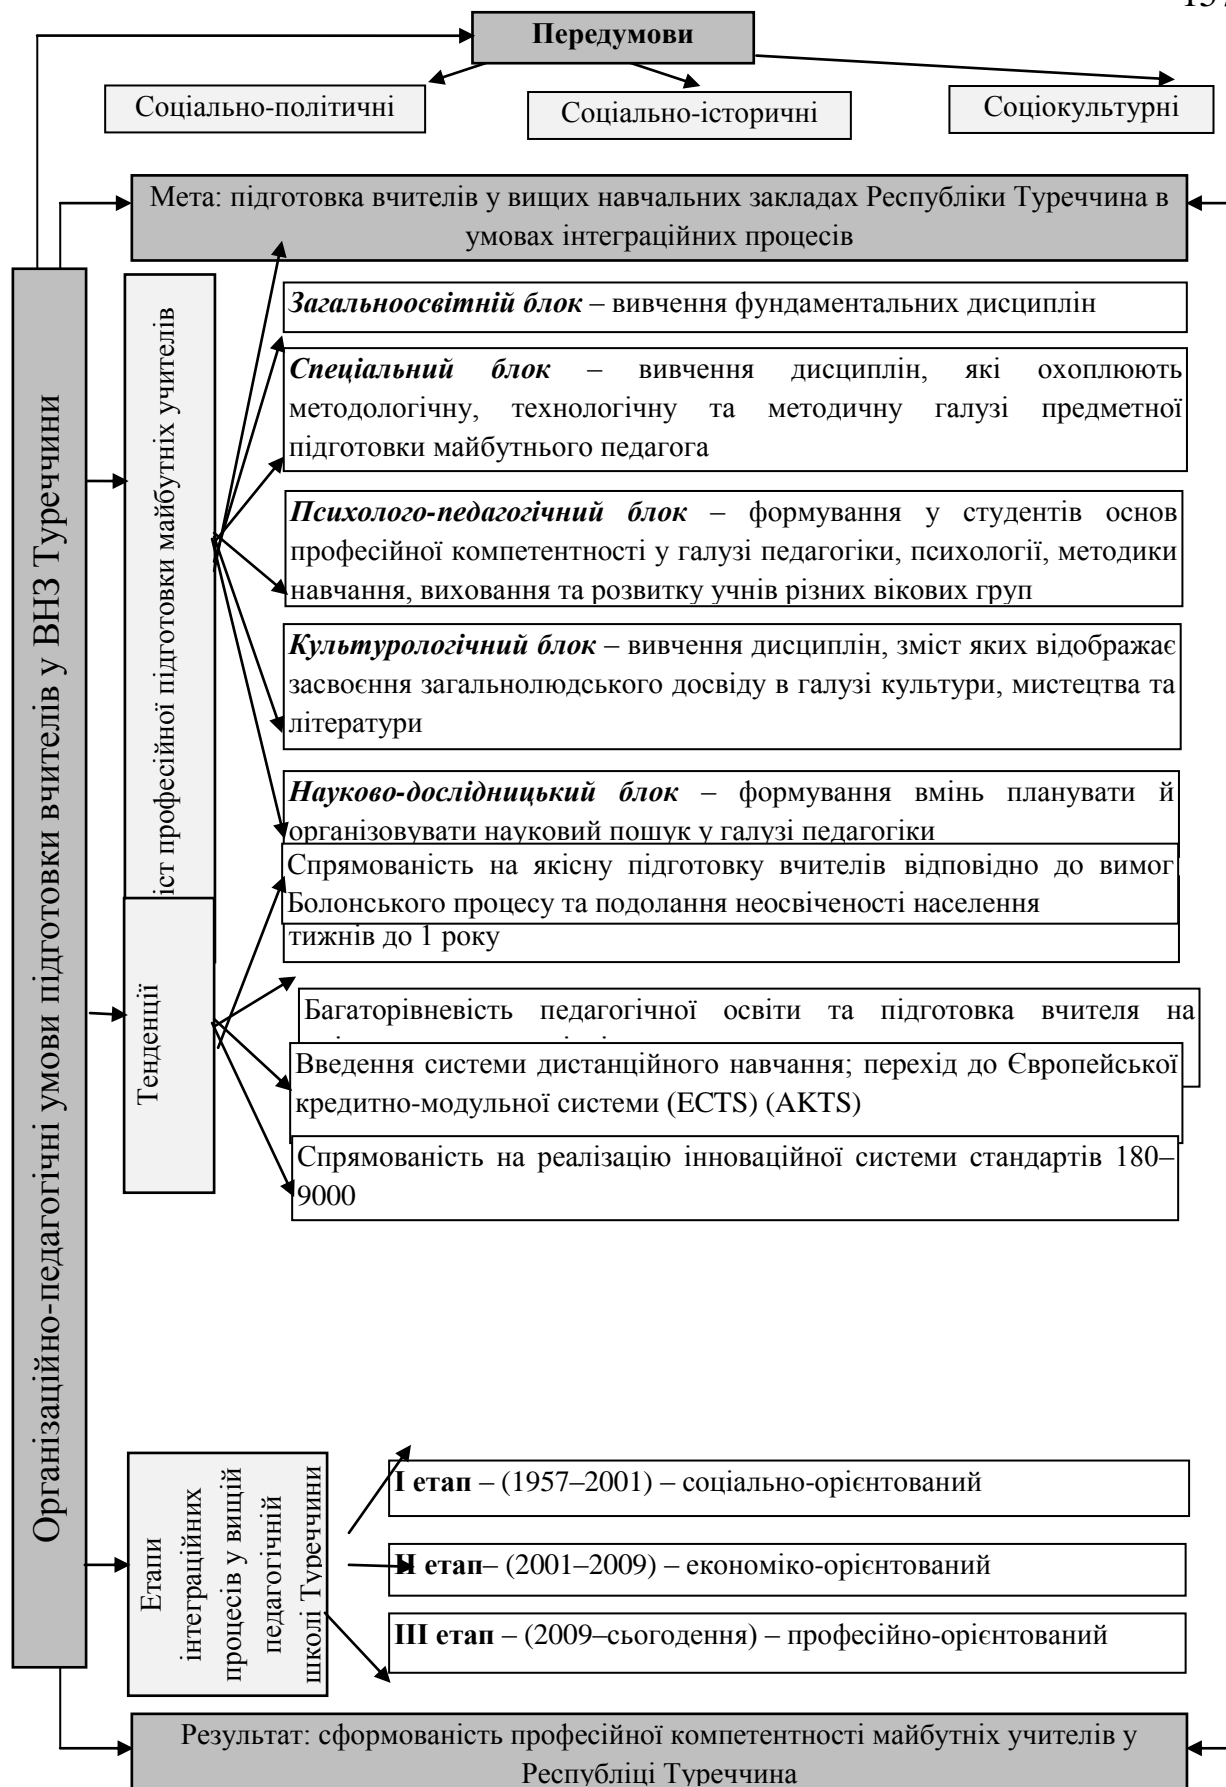 Передумови
Соціально-політичні
Соціально-історичні
Соціокультурні
Мета: підготовка вчителів у вищих навчальних закладах Республіки Туреччина в
умовах інтеграційних процесів
Організаційно-педагогічні умови підготовки вчителів у ВНЗ Туреччини
іст професійної підготовки майбутніх учителів
Загальноосвітній блок – вивчення фундаментальних дисциплін
Спеціальний блок – вивчення дисциплін, які охоплюють
методологічну, технологічну та методичну галузі предметної
підготовки майбутнього педагога
Психолого-педагогічний блок – формування у студентів основ
професійної компетентності у галузі педагогіки, психології, методики
навчання, виховання та розвитку учнів різних вікових груп
Культурологічний блок – вивчення дисциплін, зміст яких відображає
засвоєння загальнолюдського досвіду в галузі культури, мистецтва та
літератури
Науково-дослідницький блок – формування вмінь планувати й
організовувати науковий пошук у галузі педагогіки
Спрямованість на якісну підготовку вчителів відповідно до вимог
Болонського процесу та подолання неосвіченості населення
тижнів до 1 року
Тенденції
Багаторівневість педагогічної освіти та підготовка вчителя на
Введення системи дистанційного навчання; перехід до Європейської
кредитно-модульної системи (ECTS) (AKTS)
Спрямованість на реалізацію інноваційної системи стандартів 180–
9000
Етапи
інтеграційних
процесів у вищій
педагогічній
школі Туреччини
І етап – (1957–2001) – соціально-орієнтований
ІІ етап– (2001–2009) – економіко-орієнтований
ІІІ етап – (2009–сьогодення) – професійно-орієнтований
Результат: сформованість професійної компетентності майбутніх учителів у
Республіці Туреччина